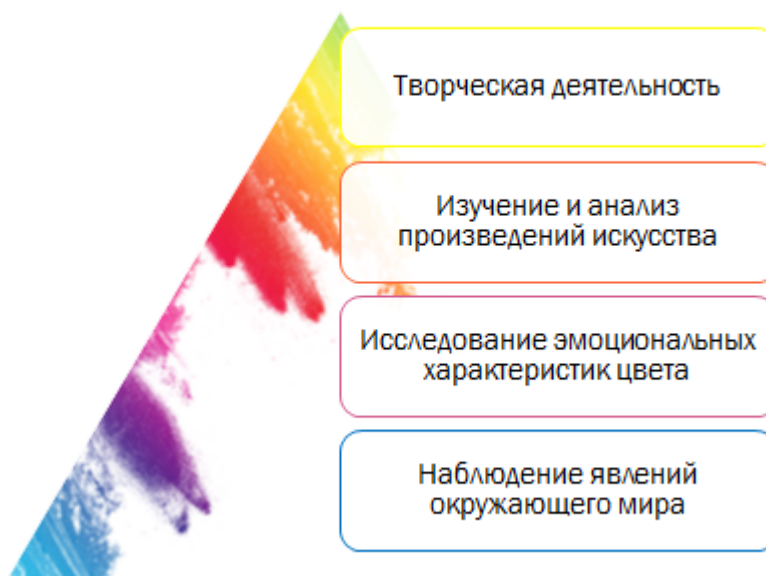 Творческая деятельность
Изучение и анализ
произведений искусства
Исследование эмоциональных
характеристик цвета
Наблюдение явлений
окружающего мира